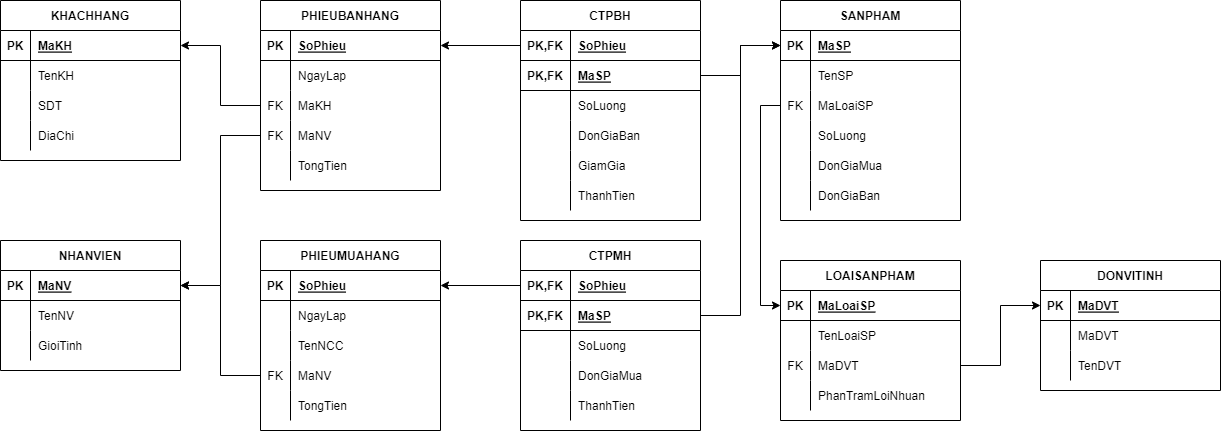 KHACHHANG
PK MaKH
TenKH
SDT
DiaChi
PHIEUBANHANG
PK SoPhieu
NgayLap
FK MaKH
FK MaNV
TongTien
CTPBH
PK,FK SoPhieu
PK,FK MaSP
SoLuong
DonGiaBan
GiamGia
ThanhTien
SANPHAM
PK MaSP
TenSP
FK MaLoaiSP
SoLuong
DonGiaMua
DonGiaBan
NHANVIEN
PK MaNV
TenNV
GioiTinh
PHIEUMUAHANG
PK SoPhieu
NgayLap
TenNCC
FK MaNV
TongTien
CTPMH
PK,FK SoPhieu
PK,FK MaSP
SoLuong
DonGiaMua
ThanhTien
LOAISANPHAM
PK MaLoaiSP
TenLoaiSP
FK MaDVT
PhanTramLoiNhuan
DONVITINH
PK MaDVT
MaDVT
TenDVT